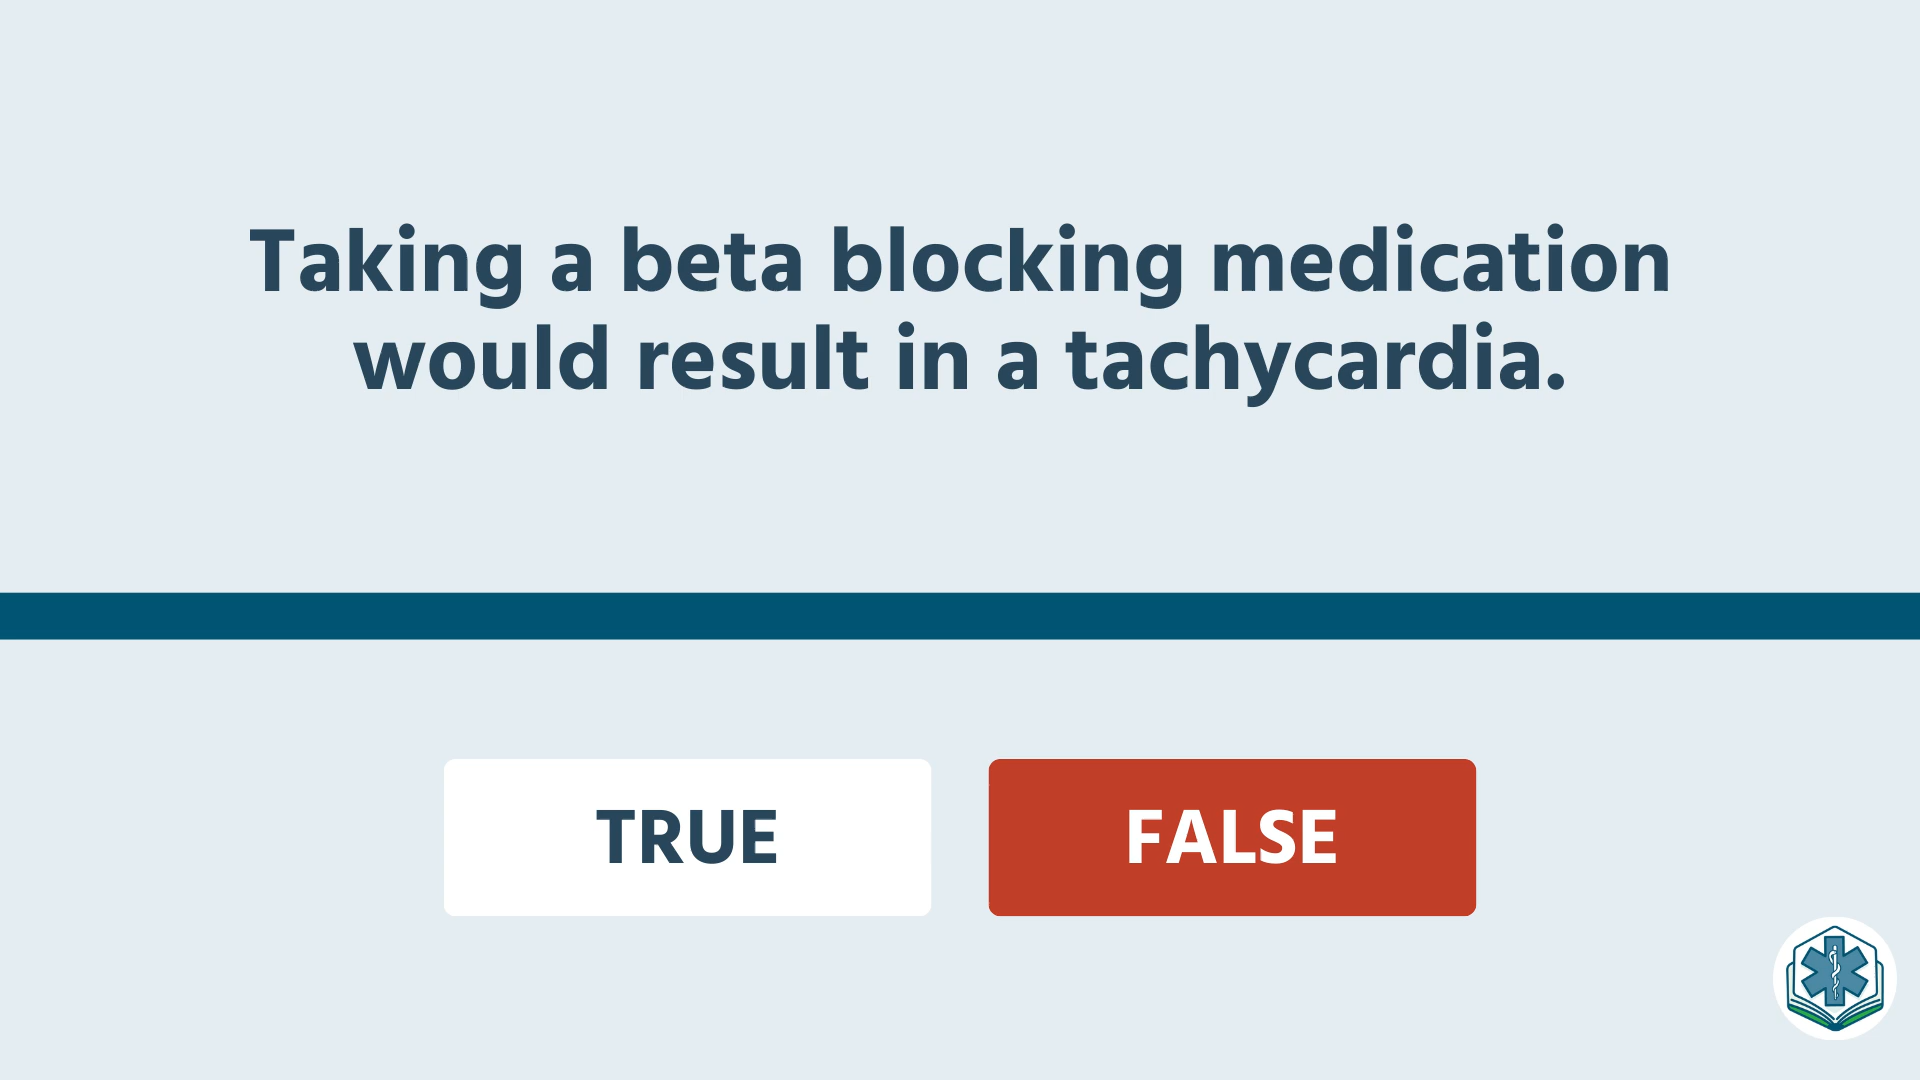 Taking a beta blocking medication
would result in a tachycardia.
TRUE
FALSE